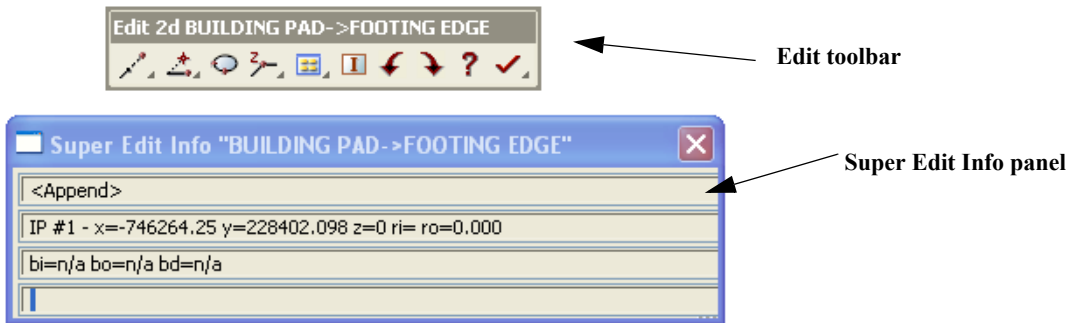 Edit 2d BUILDING PAD->FOOTING EDGE
Edit toolbar
Super Edit Info "BUILDING PAD->FOOTING EDGE"
Super Edit Info panel
<Append>
IP #1 - x=-746264.25 y=228402.098 z=0 ri= ro=0.000
bi=n/a bo=n/a bd=n/a